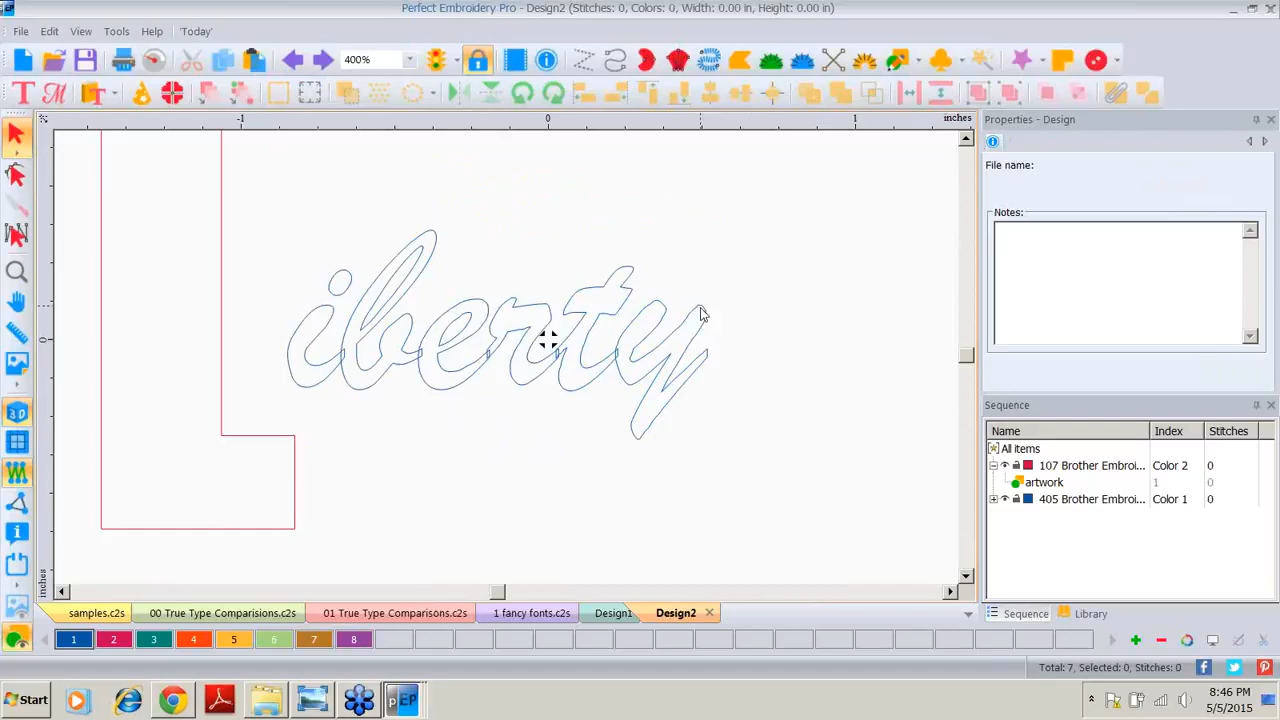 Perfect Embroidery Pro - Design2 (Stitches: 0, Colors: 0, Width: 0.00 in, Height: 0.00 in)
File Edit View Tools Help 'Today'
400%
-1 0 1 inches
Properties - Design
File name:
Notes:
iberty
0
Sequence
Name Index Stitches
All items
107 Brother Embroi... Color 2 0
artwork 1 0
405 Brother Embroi... Color 1 0
3D
inches
samples.c2s 00 True Type Comparisions.c2s 01 True Type Comparisons.c2s 1 fancy fonts.c2s Design1 Design2
Sequence Library
1 2 3 4 5 6 7 8
Total: 7, Selected: 0, Stitches: 0
Start pEP 8:46 PM
5/5/2015